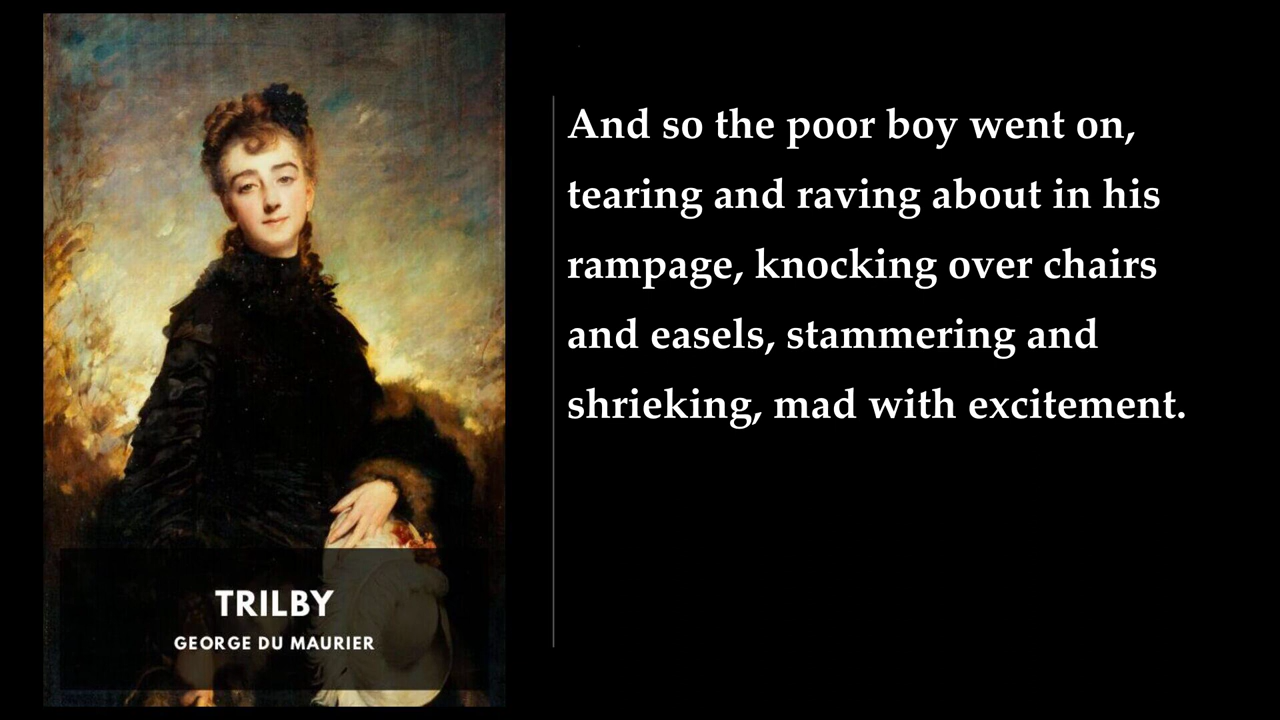 TRILBY
GEORGE DU MAURIER
And so the poor boy went on,
tearing and raving about in his
rampage, knocking over chairs
and easels, stammering and
shrieking, mad with excitement.